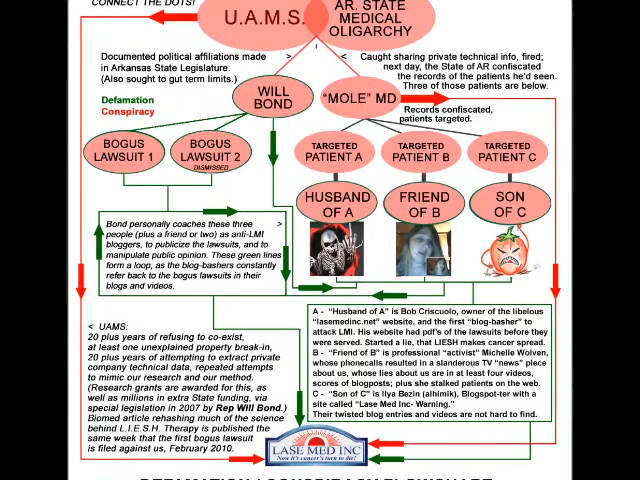 CONNECT THE DOTS!
U.A.M.S.
AR. STATE
MEDICAL
OLIGARCHY
Documented political affiliations made
in Arkansas State Legislature.
(Also sought to gut term limits.)
>
<
Caught sharing private technical info, fired;
next day, the State of AR confiscated
the records of the patients he'd seen.
Three of those patients are below.
Defamation
Conspiracy
WILL
BOND
"MOLE" MD
Records confiscated,
patients targeted.
BOGUS
LAWSUIT 1
BOGUS
LAWSUIT 2
DISMISSED
TARGETED
PATIENT A
TARGETED
PATIENT B
TARGETED
PATIENT C
HUSBAND
OF A
FRIEND
OF B
SON
OF C
Bond personally coaches these three >
people (plus a friend or two) as anti-LMI
bloggers, to publicize the lawsuits, and to
manipulate public opinion. These green lines
form a loop, as the blog-bashers constantly
refer back to the bogus lawsuits in their
blogs and videos.
< UAMS:
20 plus years of refusing to co-exist,
at least one unexplained property break-in,
20 plus years of attempting to extract private
company technical data, repeated attempts
to mimic our research and our method.
(Research grants are awarded for this, as
well as millions in extra State funding, via
special legislation in 2007 by Rep Will Bond.)
Biomed article rehashing much of the science
behind L.I.E.S.H. Therapy is published the
same week that the first bogus lawsuit
is filed against us, February 2010.
A - "Husband of A" is Bob Criscuolo, owner of the libelous
"lasemedinc.net" website, and the first "blog-basher" to
attack LMI. His website had pdf's of the lawsuits before they
were served. Started a lie, that LIESH makes cancer spread.
B - "Friend of B" is professional "activist" Michelle Wolven,
whose phonecalls resulted in a slanderous TV "news" piece
about us, whose lies about us are in at least four videos,
scores of blogposts; plus she stalked patients on the web.
C - "Son of C" is Ilya Bezin (alhimik), Blogspot-ter with a
site called "Lase Med Inc- Warning."
Their twisted blog entries and videos are not hard to find.
LASE MED INC
Now it's cancer's turn to die!